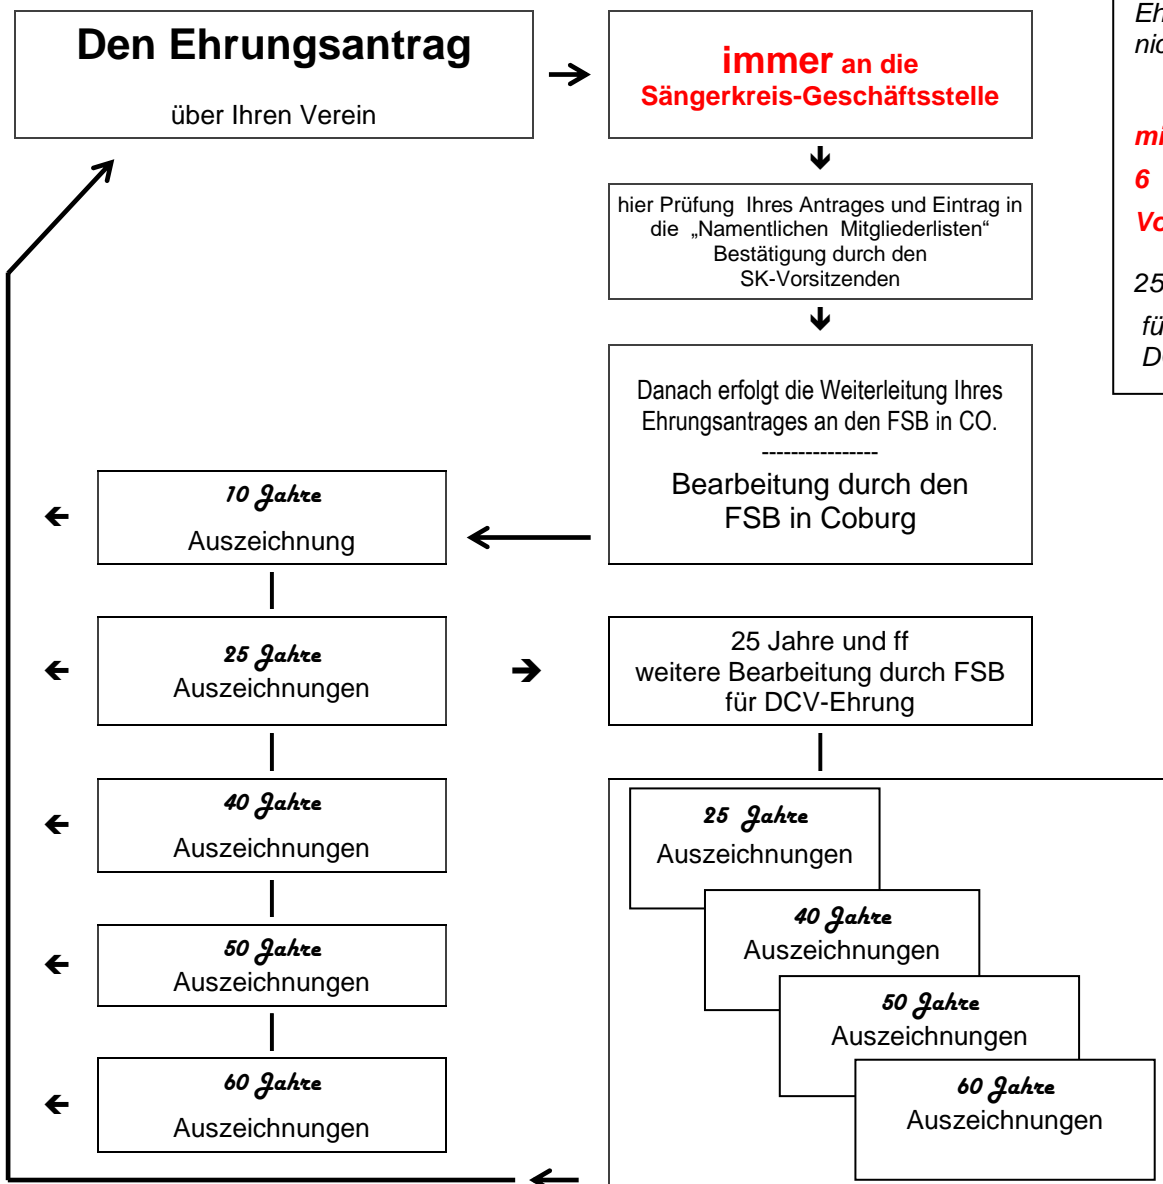 Den Ehrungsantrag
über Ihren Verein
immer an die
Sängerkreis-Geschäftsstelle
hier Prüfung Ihres Antrages und Eintrag in
die „Namentlichen Mitgliederlisten“
Bestätigung durch den
SK-Vorsitzenden
Danach erfolgt die Weiterleitung Ihres
Ehrungsantrages an den FSB in CO.
----------------
Bearbeitung durch den
FSB in Coburg
10 Jahre
Auszeichnung
25 Jahre
Auszeichnungen
25 Jahre und ff
weitere Bearbeitung durch FSB
für DCV-Ehrung
40 Jahre
Auszeichnungen
50 Jahre
Auszeichnungen
60 Jahre
Auszeichnungen
25 Jahre
Auszeichnungen
40 Jahre
Auszeichnungen
50 Jahre
Auszeichnungen
60 Jahre
Auszeichnungen
6
25